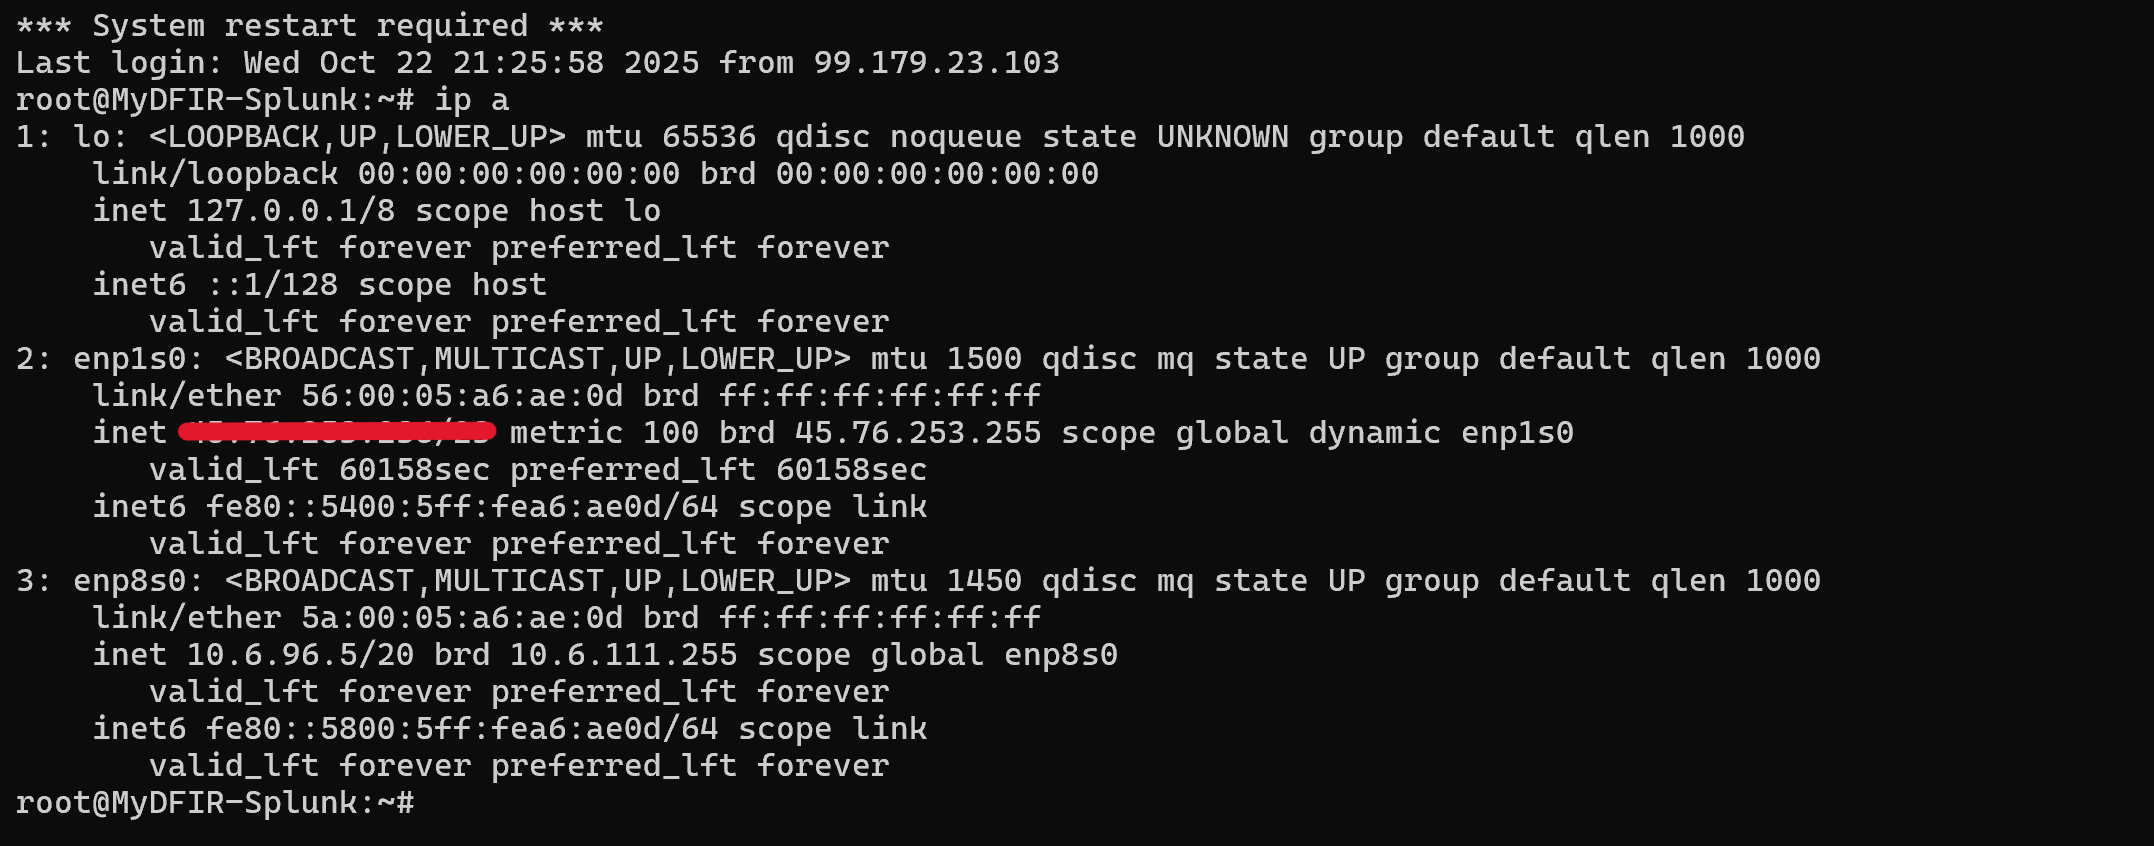 *** System restart required ***
Last login: Wed Oct 22 21:25:58 2025 from 99.179.23.103
root@MyDFIR-Splunk:~# ip a
1: lo: <LOOPBACK,UP,LOWER_UP> mtu 65536 qdisc noqueue state UNKNOWN group default qlen 1000
link/loopback 00:00:00:00:00:00 brd 00:00:00:00:00:00
inet 127.0.0.1/8 scope host lo
valid_lft forever preferred_lft forever
inet6 ::1/128 scope host
valid_lft forever preferred_lft forever
2: enp1s0: <BROADCAST,MULTICAST,UP,LOWER_UP> mtu 1500 qdisc mq state UP group default qlen 1000
link/ether 56:00:05:a6:ae:0d brd ff:ff:ff:ff:ff:ff
inet metric 100 brd 45.76.253.255 scope global dynamic enp1s0
valid_lft 60158sec preferred_lft 60158sec
inet6 fe80::5400:5ff:fea6:ae0d/64 scope link
valid_lft forever preferred_lft forever
3: enp8s0: <BROADCAST,MULTICAST,UP,LOWER_UP> mtu 1450 qdisc mq state UP group default qlen 1000
link/ether 5a:00:05:a6:ae:0d brd ff:ff:ff:ff:ff:ff
inet 10.6.96.5/20 brd 10.6.111.255 scope global enp8s0
valid_lft forever preferred_lft forever
inet6 fe80::5800:5ff:fea6:ae0d/64 scope link
valid_lft forever preferred_lft forever
root@MyDFIR-Splunk:~#